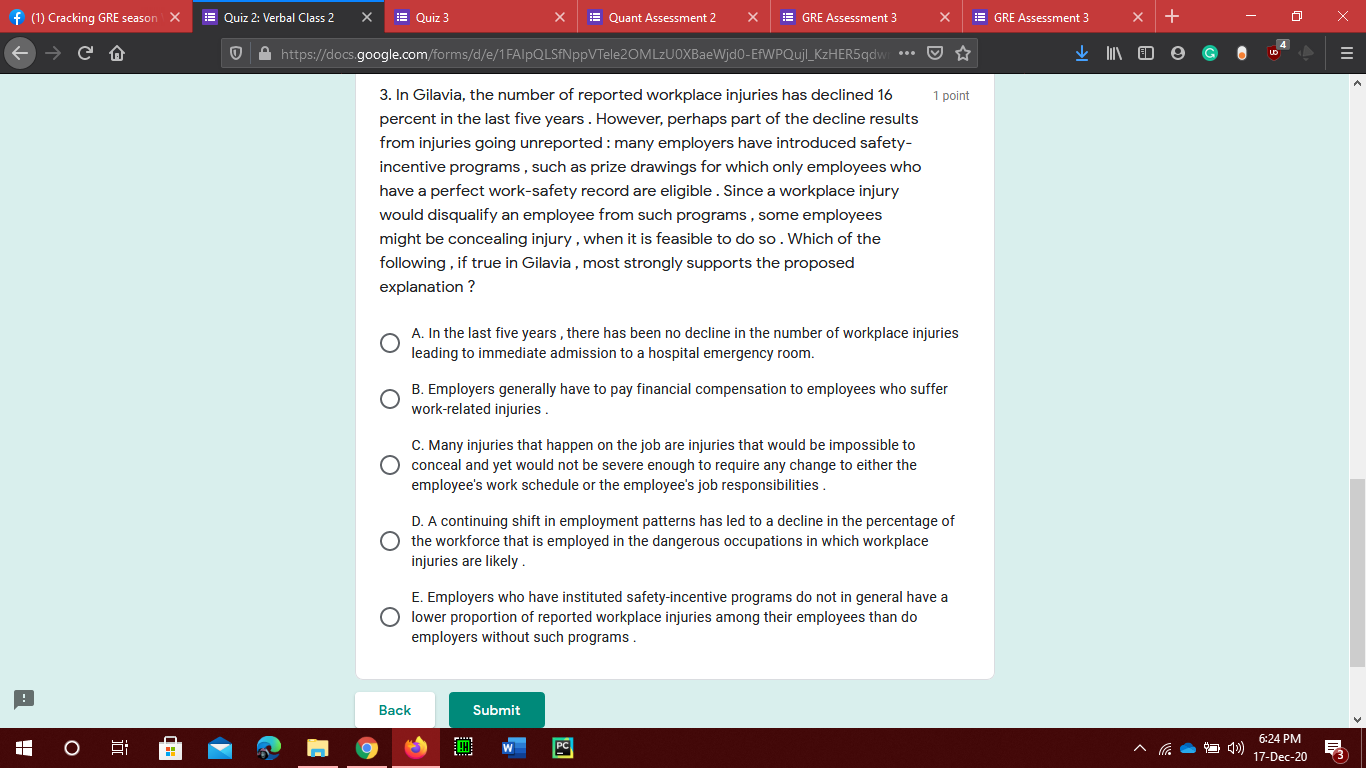 (1) Cracking GRE season
Quiz 2: Verbal Class 2
Quiz 3
Quant Assessment 2
GRE Assessment 3
GRE Assessment 3
https://docs.google.com/forms/d/e/1FAIpQLSfNppVTele2OMLzU0XBaeWjd0-EfWPQujl_KzHER5qdw
4
3. In Gilavia, the number of reported workplace injuries has declined 16
1 point
percent in the last five years . However, perhaps part of the decline results
from injuries going unreported : many employers have introduced safety-
incentive programs , such as prize drawings for which only employees who
have a perfect work-safety record are eligible . Since a workplace injury
would disqualify an employee from such programs , some employees
might be concealing injury , when it is feasible to do so . Which of the
following , if true in Gilavia , most strongly supports the proposed
explanation ?
A. In the last five years , there has been no decline in the number of workplace injuries
leading to immediate admission to a hospital emergency room.
B. Employers generally have to pay financial compensation to employees who suffer
work-related injuries .
C. Many injuries that happen on the job are injuries that would be impossible to
conceal and yet would not be severe enough to require any change to either the
employee's work schedule or the employee's job responsibilities .
D. A continuing shift in employment patterns has led to a decline in the percentage of
the workforce that is employed in the dangerous occupations in which workplace
injuries are likely .
E. Employers who have instituted safety-incentive programs do not in general have a
lower proportion of reported workplace injuries among their employees than do
employers without such programs .
Back
Submit
6:24 PM
17-Dec-20
3